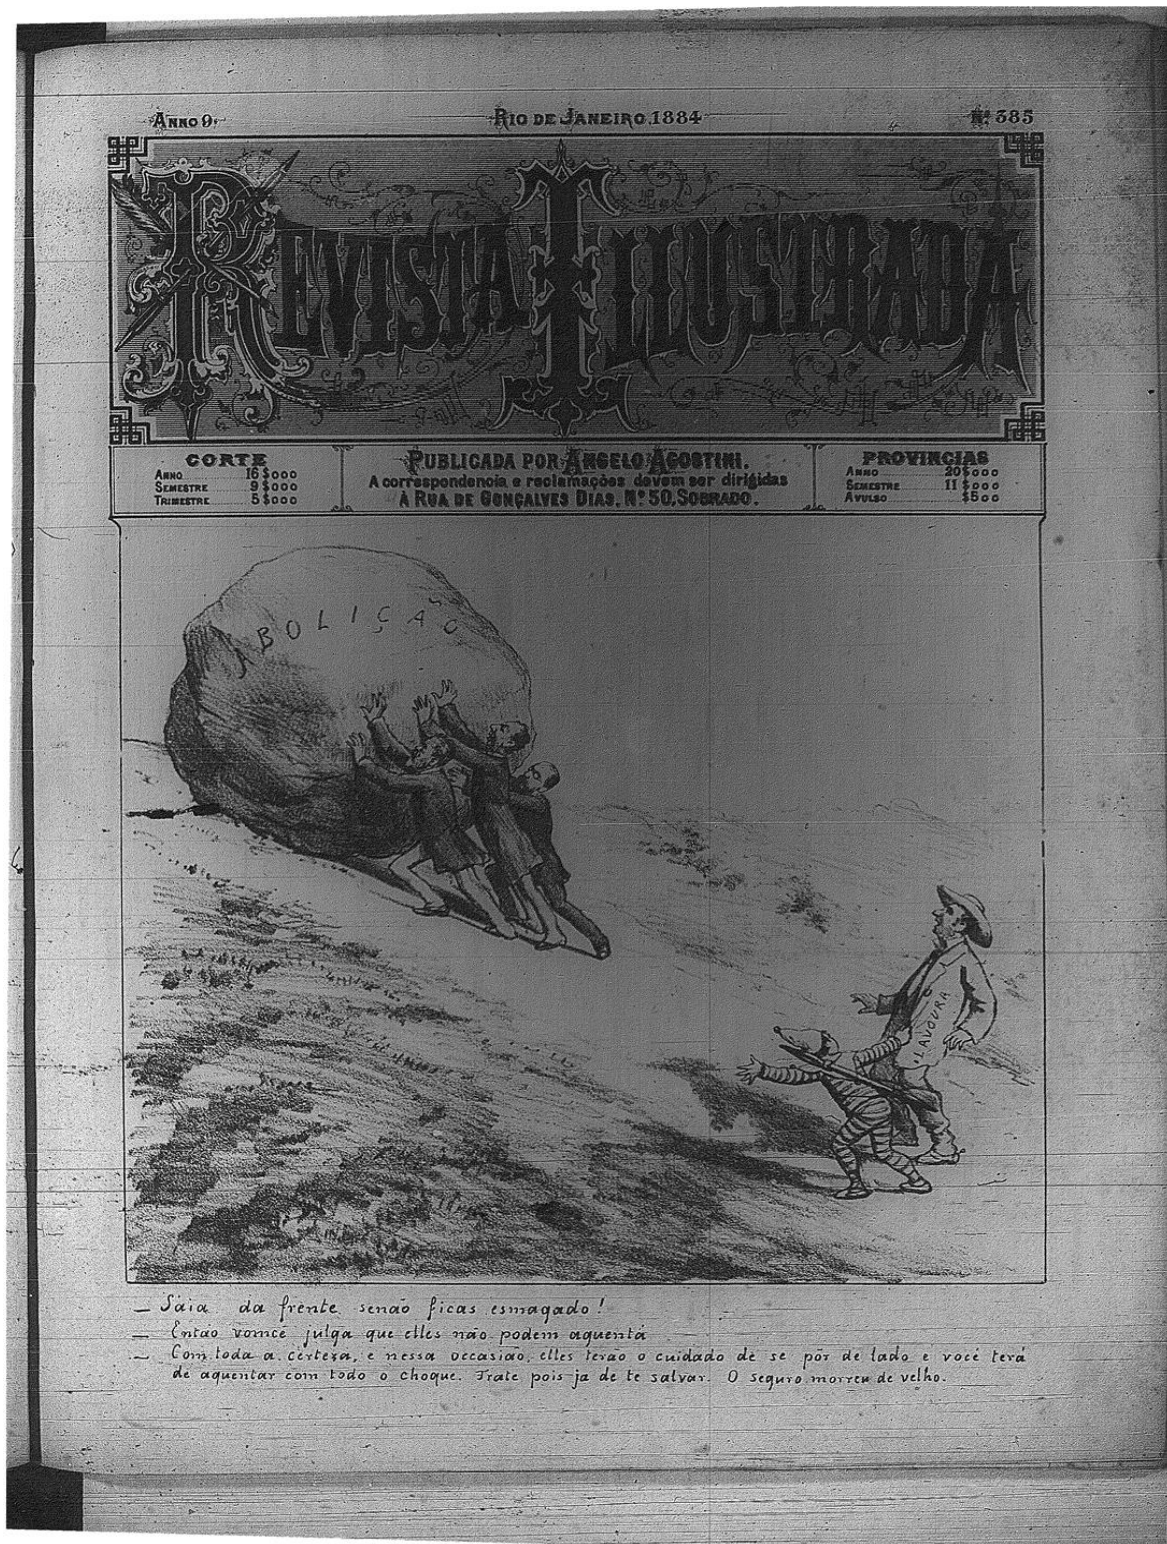 ANNO 9.
RIO DE JANEIRO 1884
Nº 385
REVISTA ILLUSTRADA
CORTE
ANNO 16$000
SEMESTRE 9$000
TRIMESTRE 5$000
PUBLICADA POR ANGELO AGOSTINI.
A correspondencia e reclamações devem ser dirigidas
À RUA DE GONÇALVES DIAS, Nº 50, SOBRADO.
PROVINCIAS
ANNO 20$000
SEMESTRE 11$000
AVULSO $500
ABOLIÇÃO
LAVOURA
— Saia da frente senão ficas esmagado!
— Então vomcê julga que elles não podem aquentá
— Com toda a certeza, e nessa occasião, elles terão o cuidado de se pôr de lado e você terá
de aquentar com todo o choque. Trate pois já de te salvar. O seguro morreu de velho.